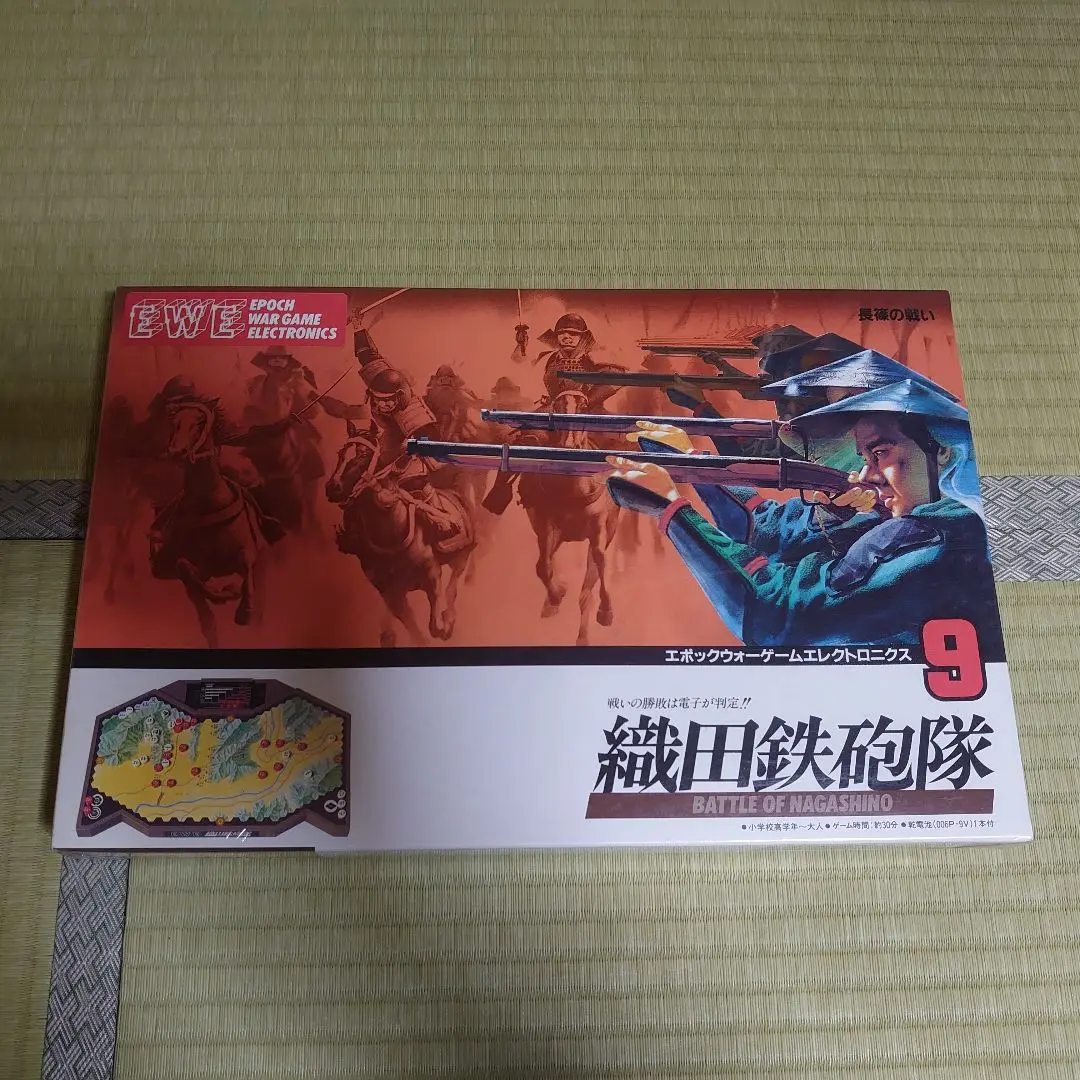 EWE
EPOCH
WAR GAME
ELECTRONICS
長篠の戦い
エポックウォーゲームエレクトロニクス
9
戦いの勝敗は電子が判定!!
織田鉄砲隊
BATTLE OF NAGASHINO
●小学校高学年〜大人●ゲーム時間:約30分●乾電池(006P・9V)1本付